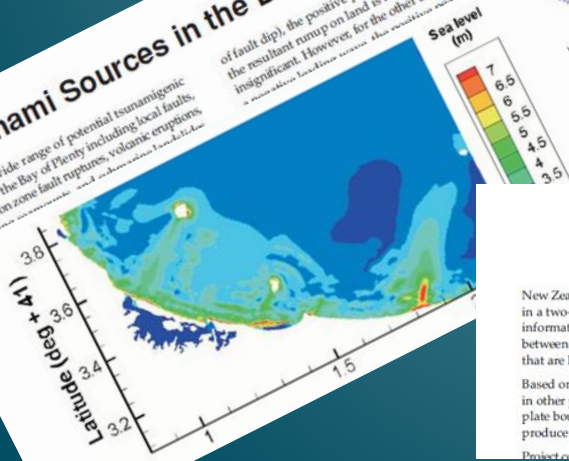 nami Sources in the
ide range of potential tsunamigenic
the Bay of Plenty including local faults,
on zone fault ruptures, volcanic eruptions,
of fault dip), the positive
the resultant runup on land is
insignificant. However, for the other
Sea level
(m)
7
6.5
6
5.5
5
4.5
4
3.5
3.8
3.6
3.4
3.2
Latitude (deg + 41)
1
1.5
New Zea
in a two-
informat
between
that are
Based on
in other
plate bou
produce
Project co